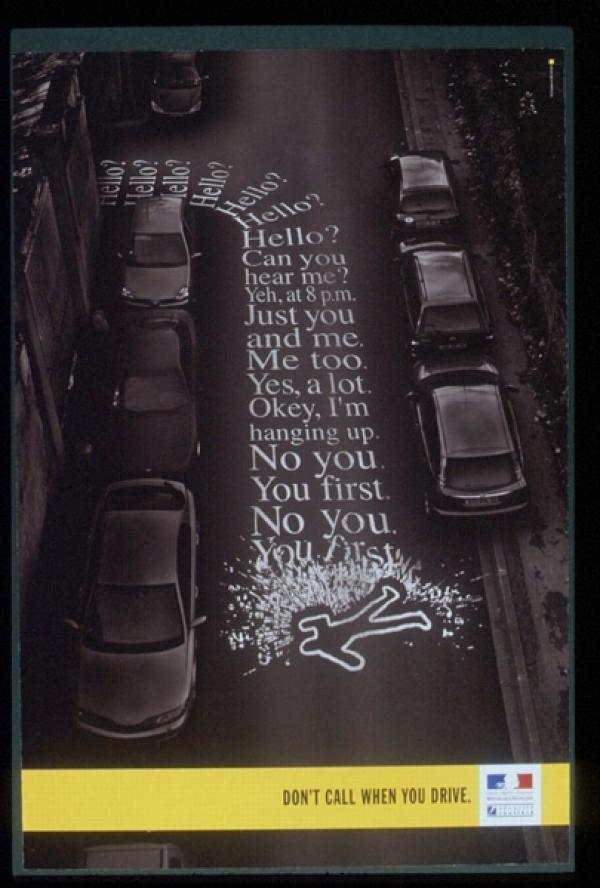 Hello?
Hello?
Hello?
Hello?
Hello?
Hello?
Hello?
Can you
hear me?
Yeh, at 8 p.m.
Just you
and me.
Me too.
Yes, a lot.
Okey, I'm
hanging up.
No you.
You first.
No you.
You first.
DON'T CALL WHEN YOU DRIVE.